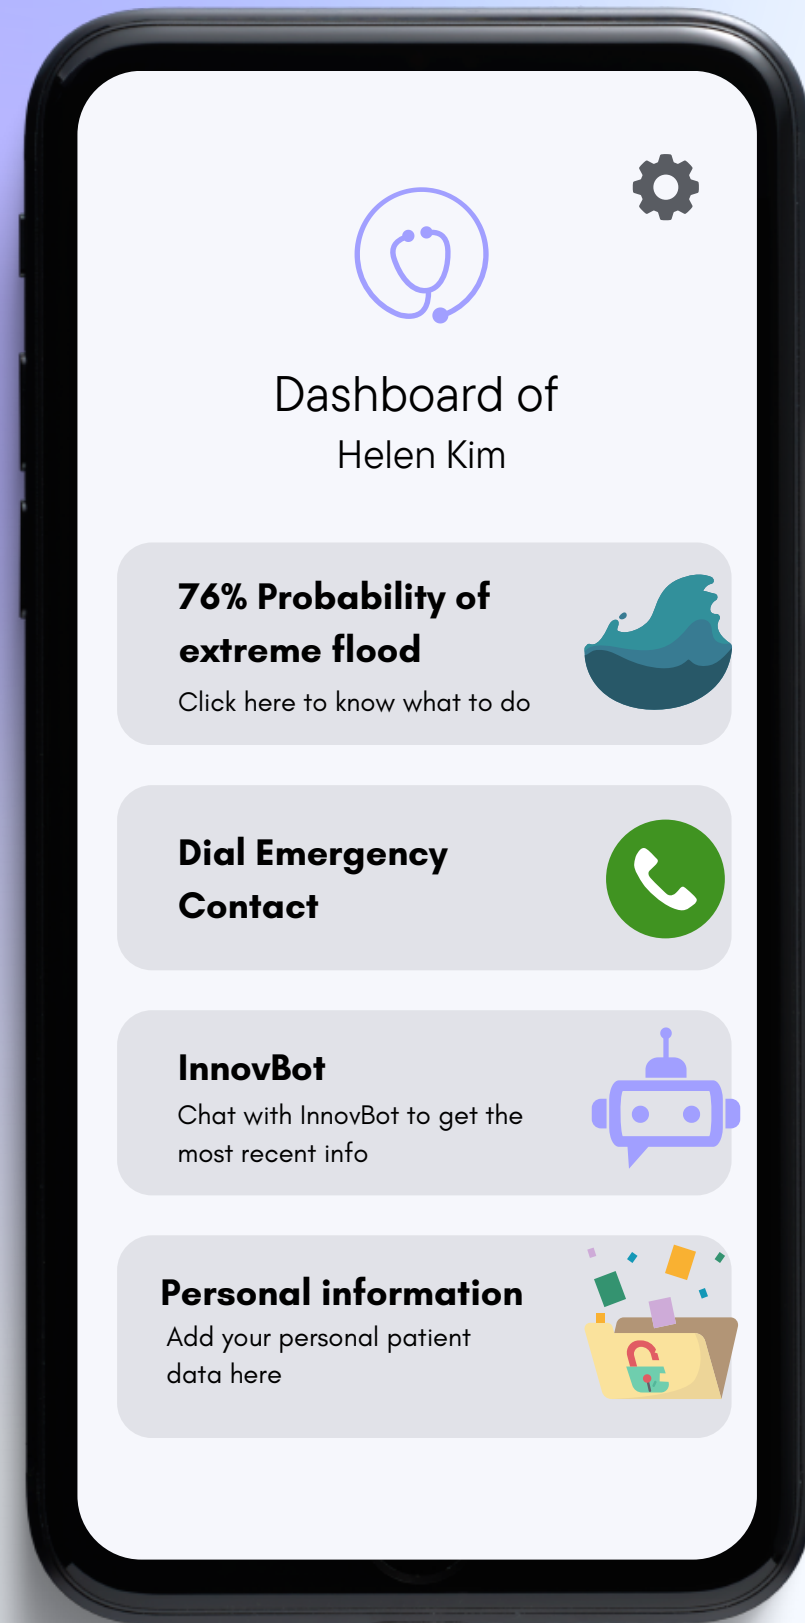 Dashboard of
Helen Kim
76% Probability of
extreme flood
Click here to know what to do
Dial Emergency
Contact
InnovBot
Chat with InnovBot to get the
most recent info
Personal information
Add your personal patient
data here